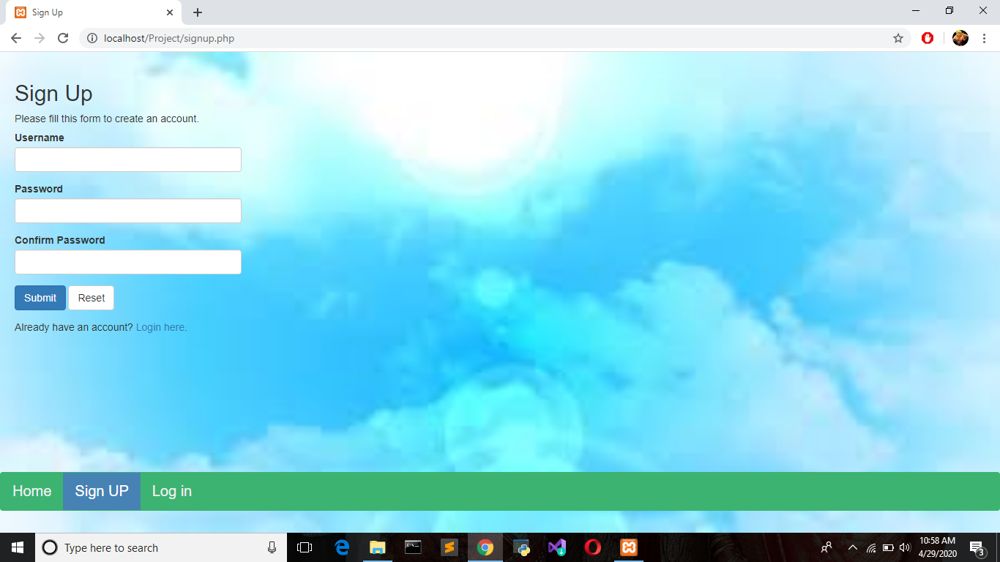 Sign Up
localhost/Project/signup.php
Sign Up
Please fill this form to create an account.
Username
Password
Confirm Password
Submit Reset
Already have an account? Login here.
Home Sign UP Log in
Type here to search
10:58 AM
4/29/2020
3